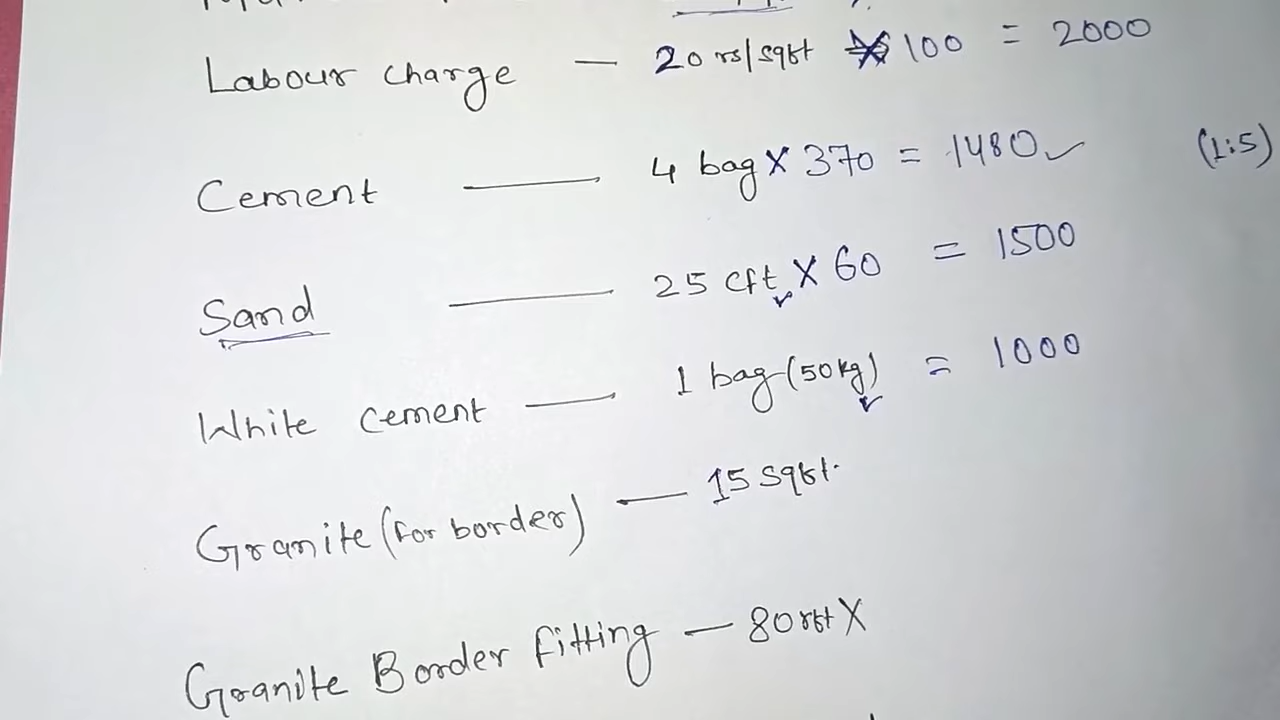 Labour charge — 20 rs/sqft × 100 = 2000
Cement — 4 bag X 370 = 1480 ✓ (1:5)
Sand — 25 cft X 60 = 1500
White cement — 1 bag (50kg) = 1000
Granite (for border) — 15 sqft.
Granite Border fitting — 80 rft X